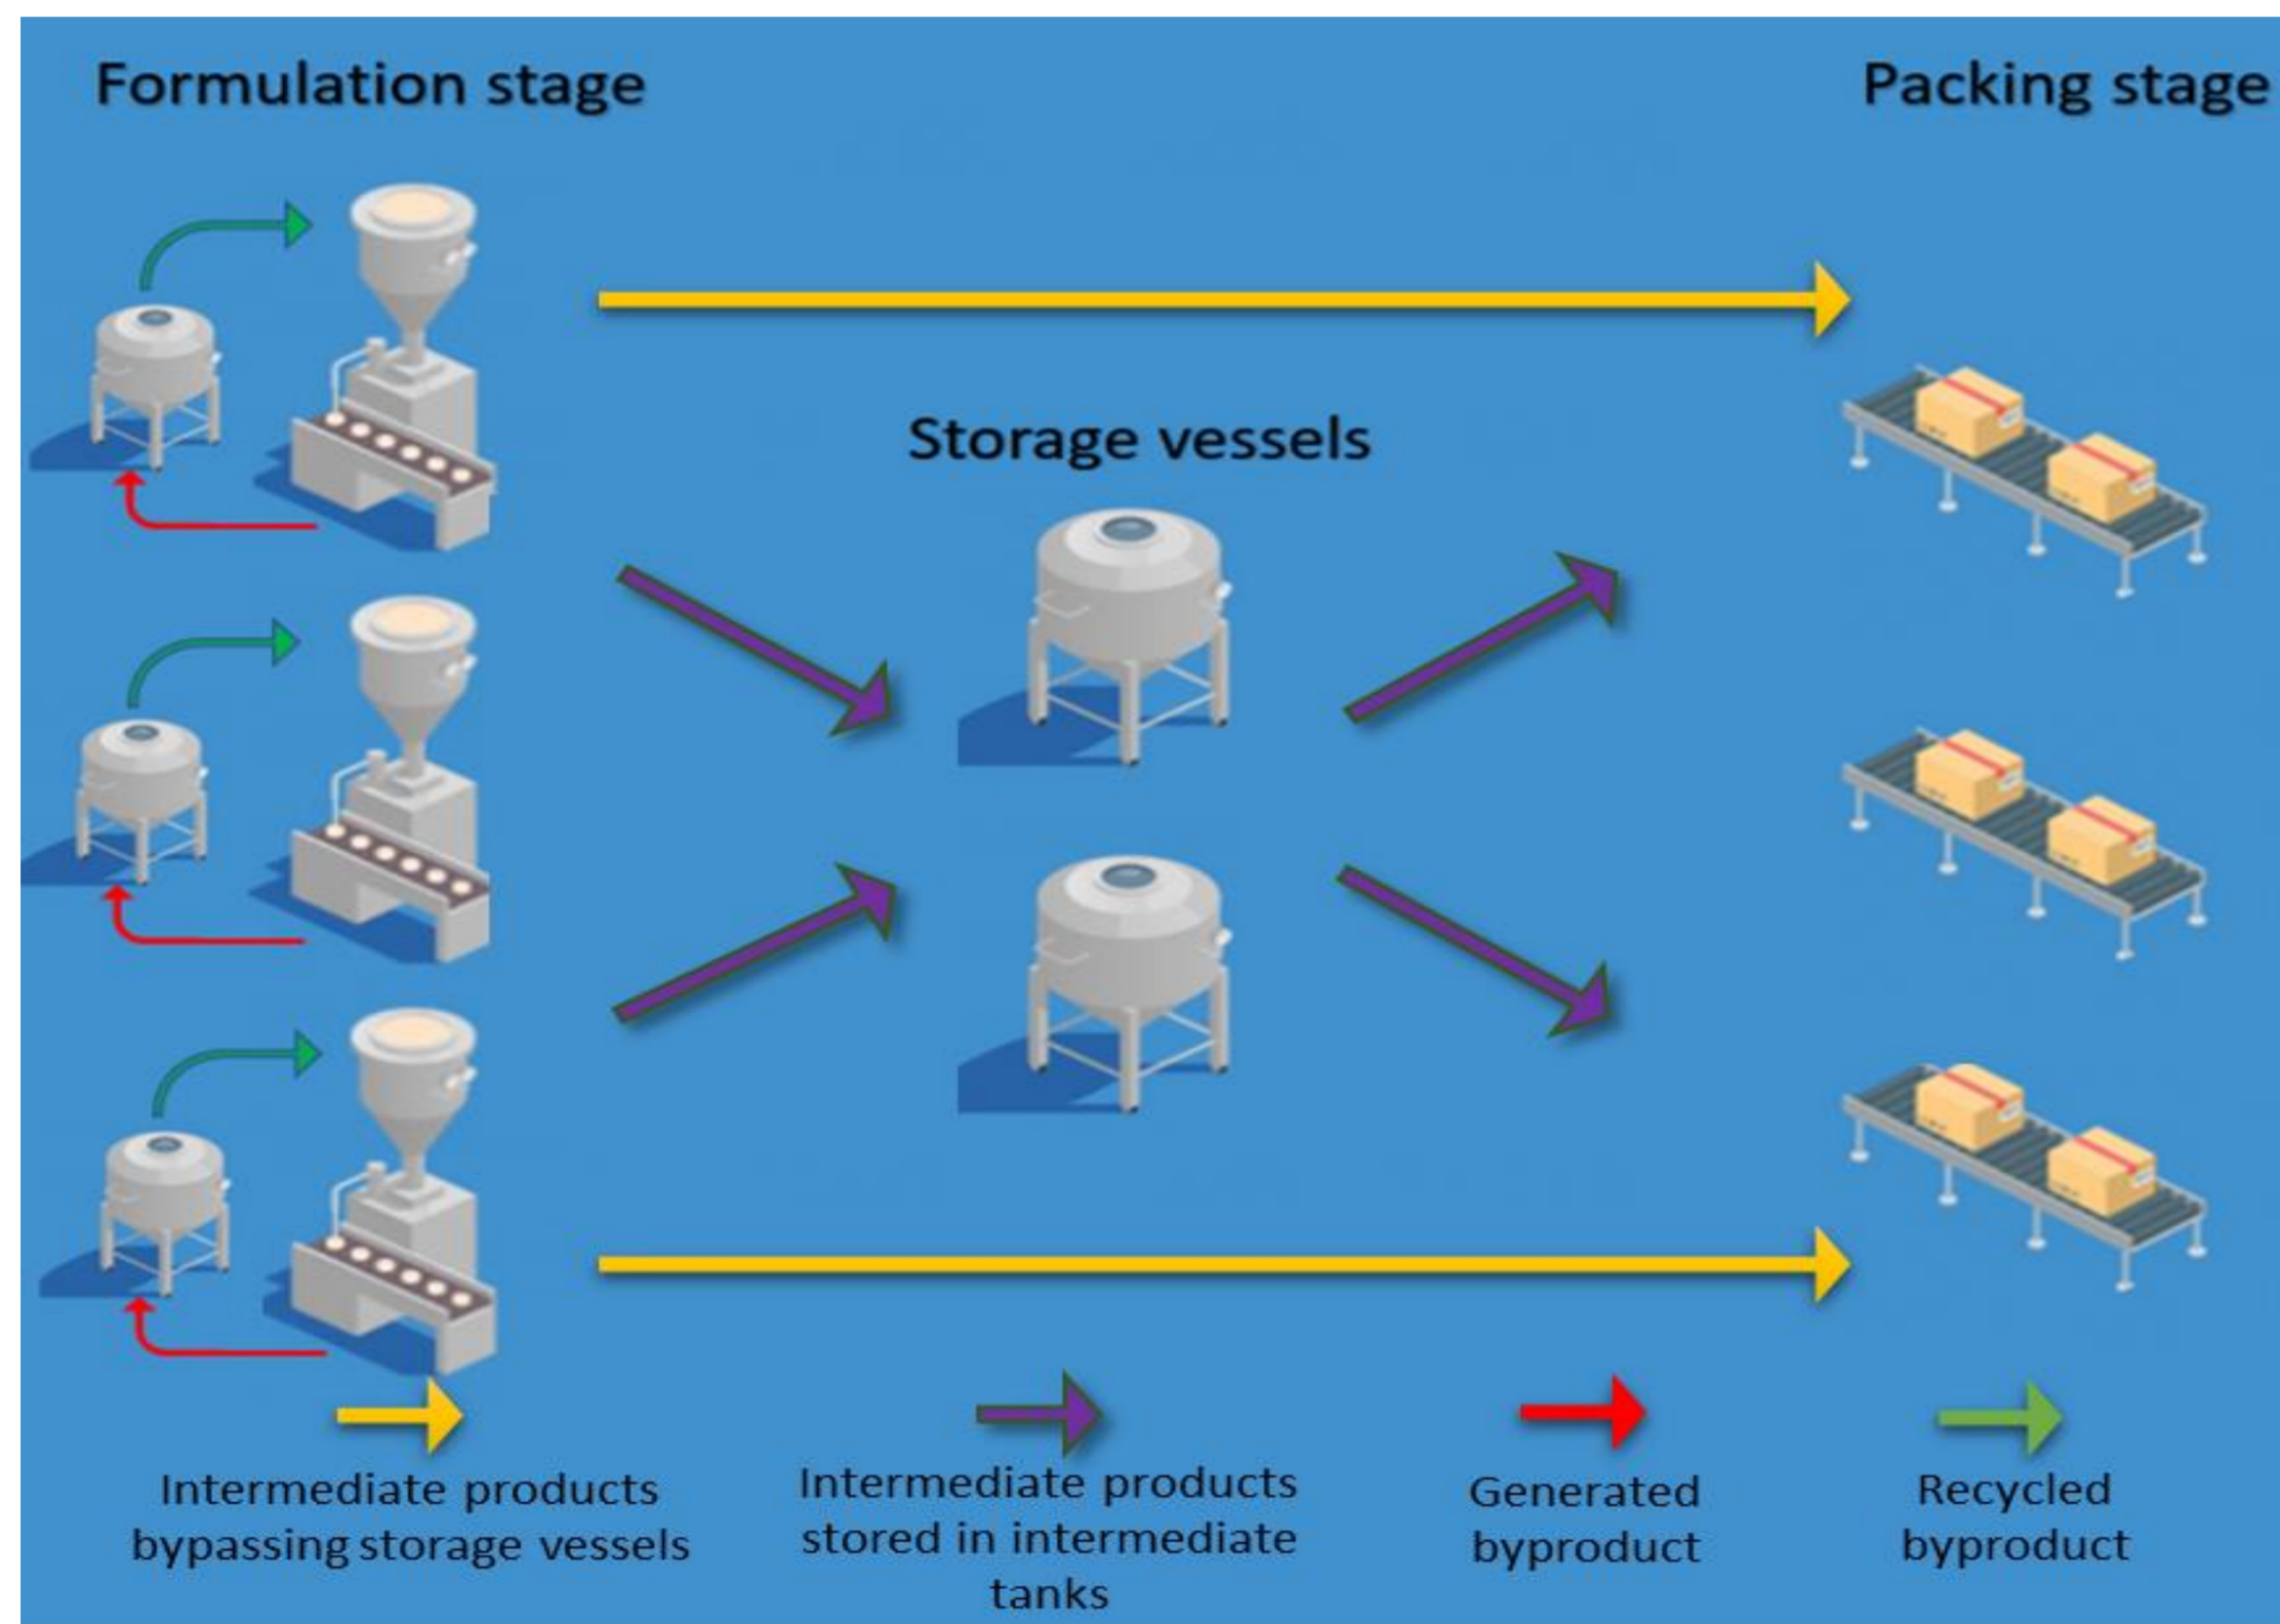 Formulation stage
Packing stage
Storage vessels
Intermediate products
bypassing storage vessels
Intermediate products
stored in intermediate
tanks
Generated
byproduct
Recycled
byproduct